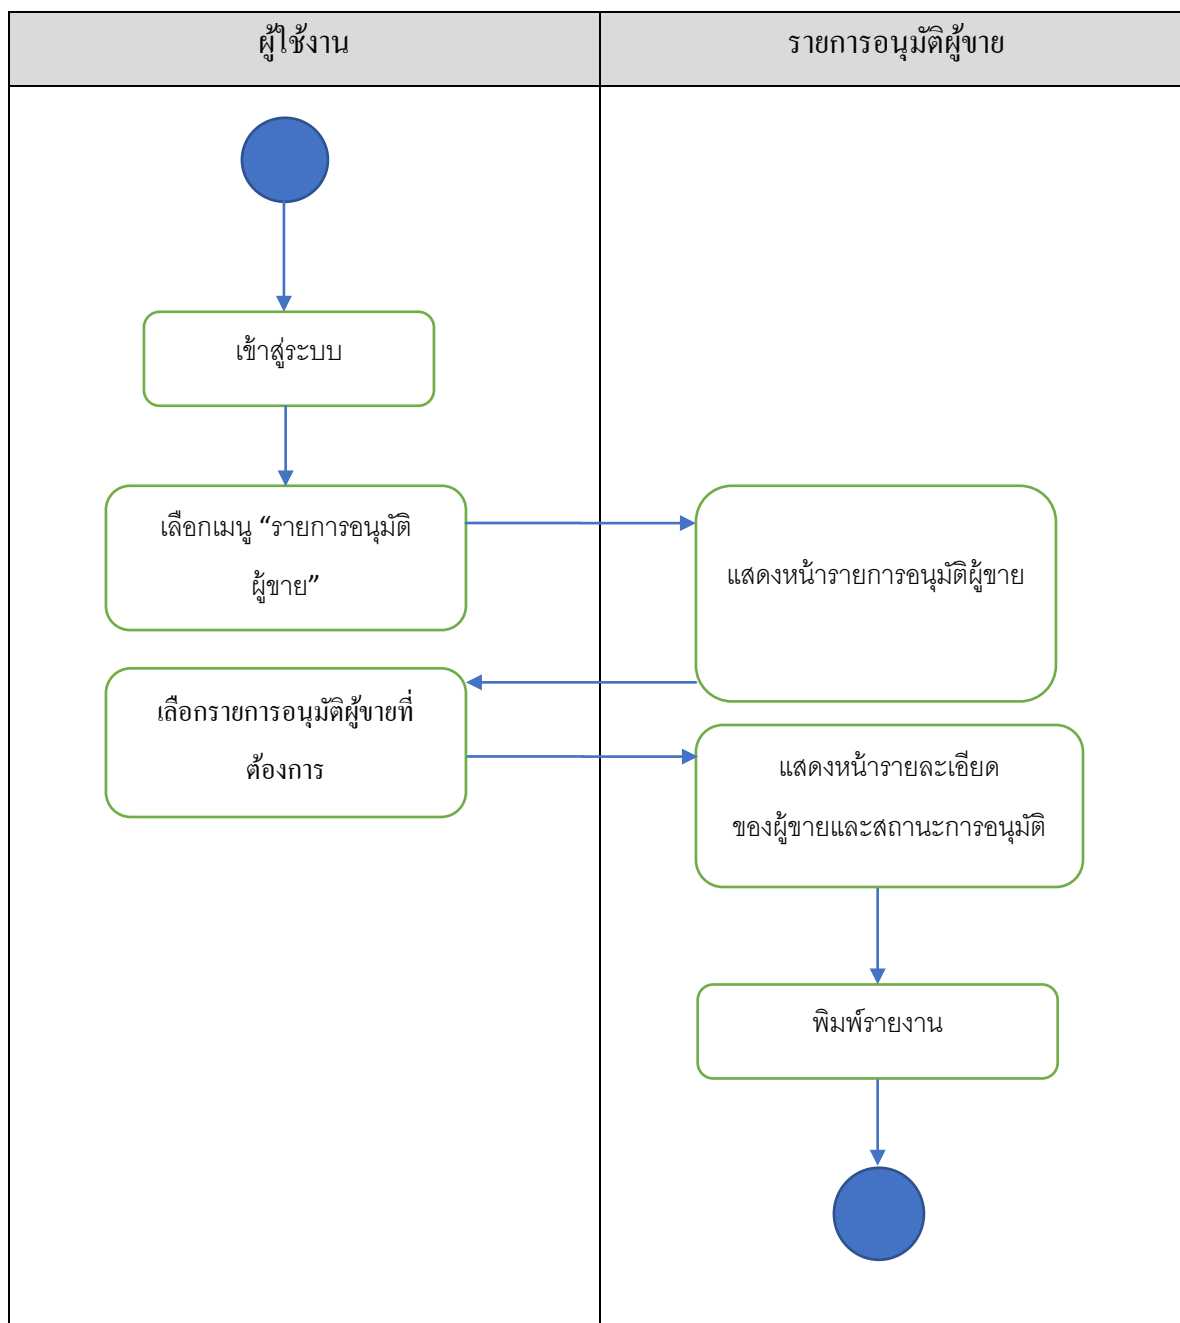 ผู้ใช้งาน
รายการอนุมัติผู้ขาย
เข้าสู่ระบบ
เลือกเมนู “รายการอนุมัติ
ผู้ขาย”
แสดงหน้ารายการอนุมัติผู้ขาย
เลือกรายการอนุมัติผู้ขายที่
ต้องการ
แสดงหน้ารายละเอียด
ของผู้ขายและสถานะการอนุมัติ
พิมพ์รายงาน